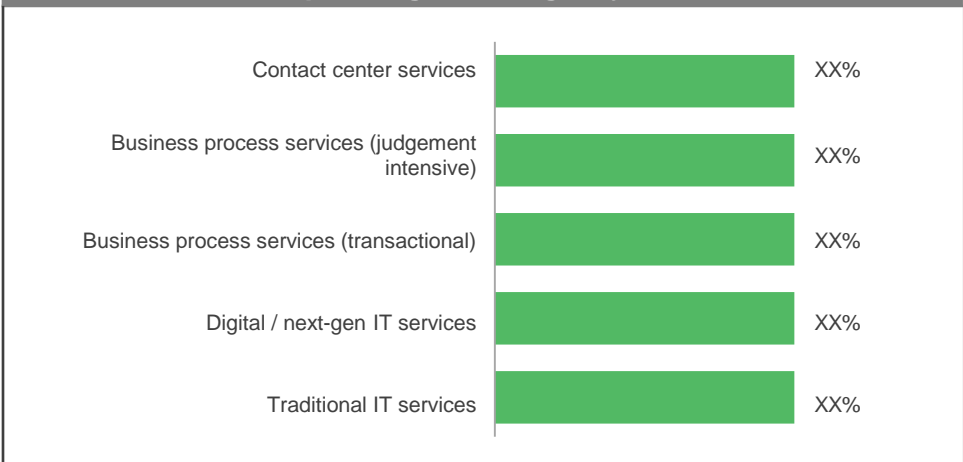 Contact center services XX%
Business process services (judgement
intensive) XX%
Business process services (transactional) XX%
Digital / next-gen IT services XX%
Traditional IT services XX%